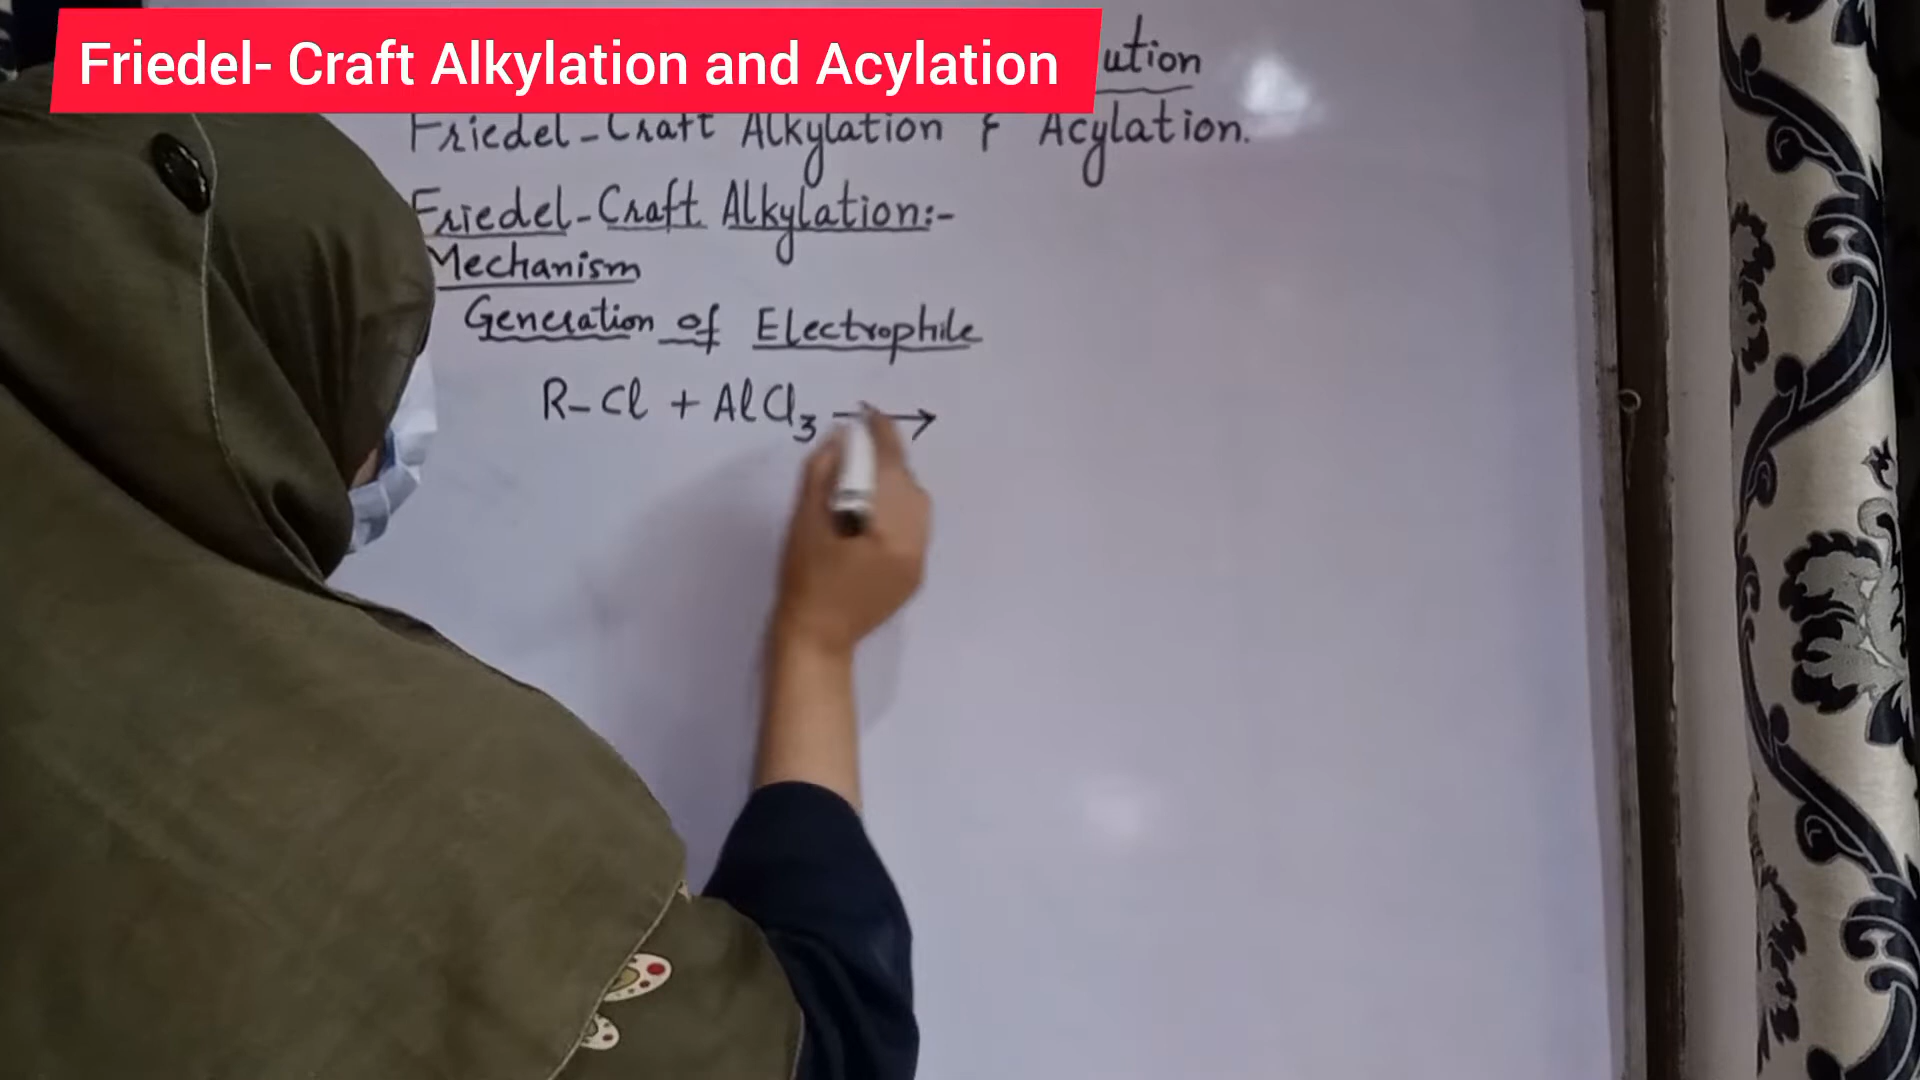 Friedel- Craft Alkylation and Acylation
ution
Friedel-Craft Alkylation & Acylation.
Friedel-Craft Alkylation:-
Mechanism
Generation of Electrophile
R-Cl + AlCl₃ ⟶